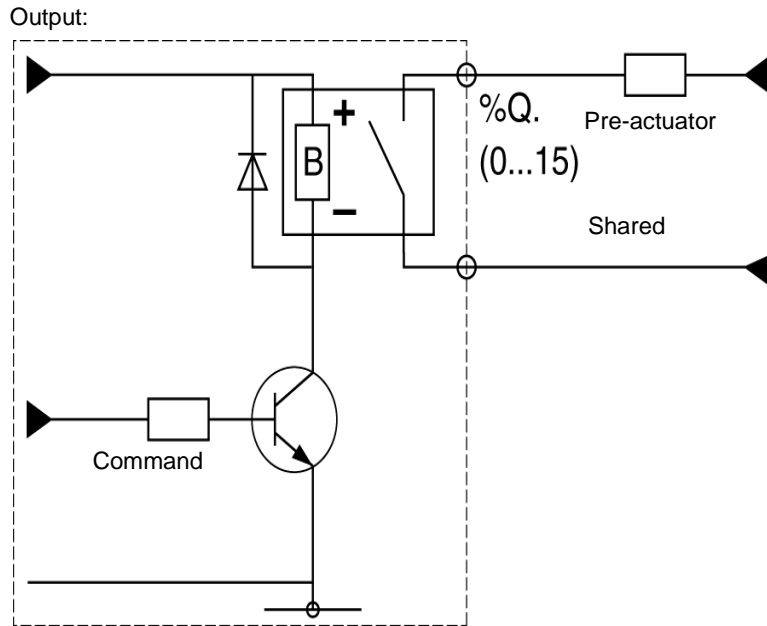 Output:
+
B
−
%Q.
(0...15)
Pre-actuator
Shared
Command